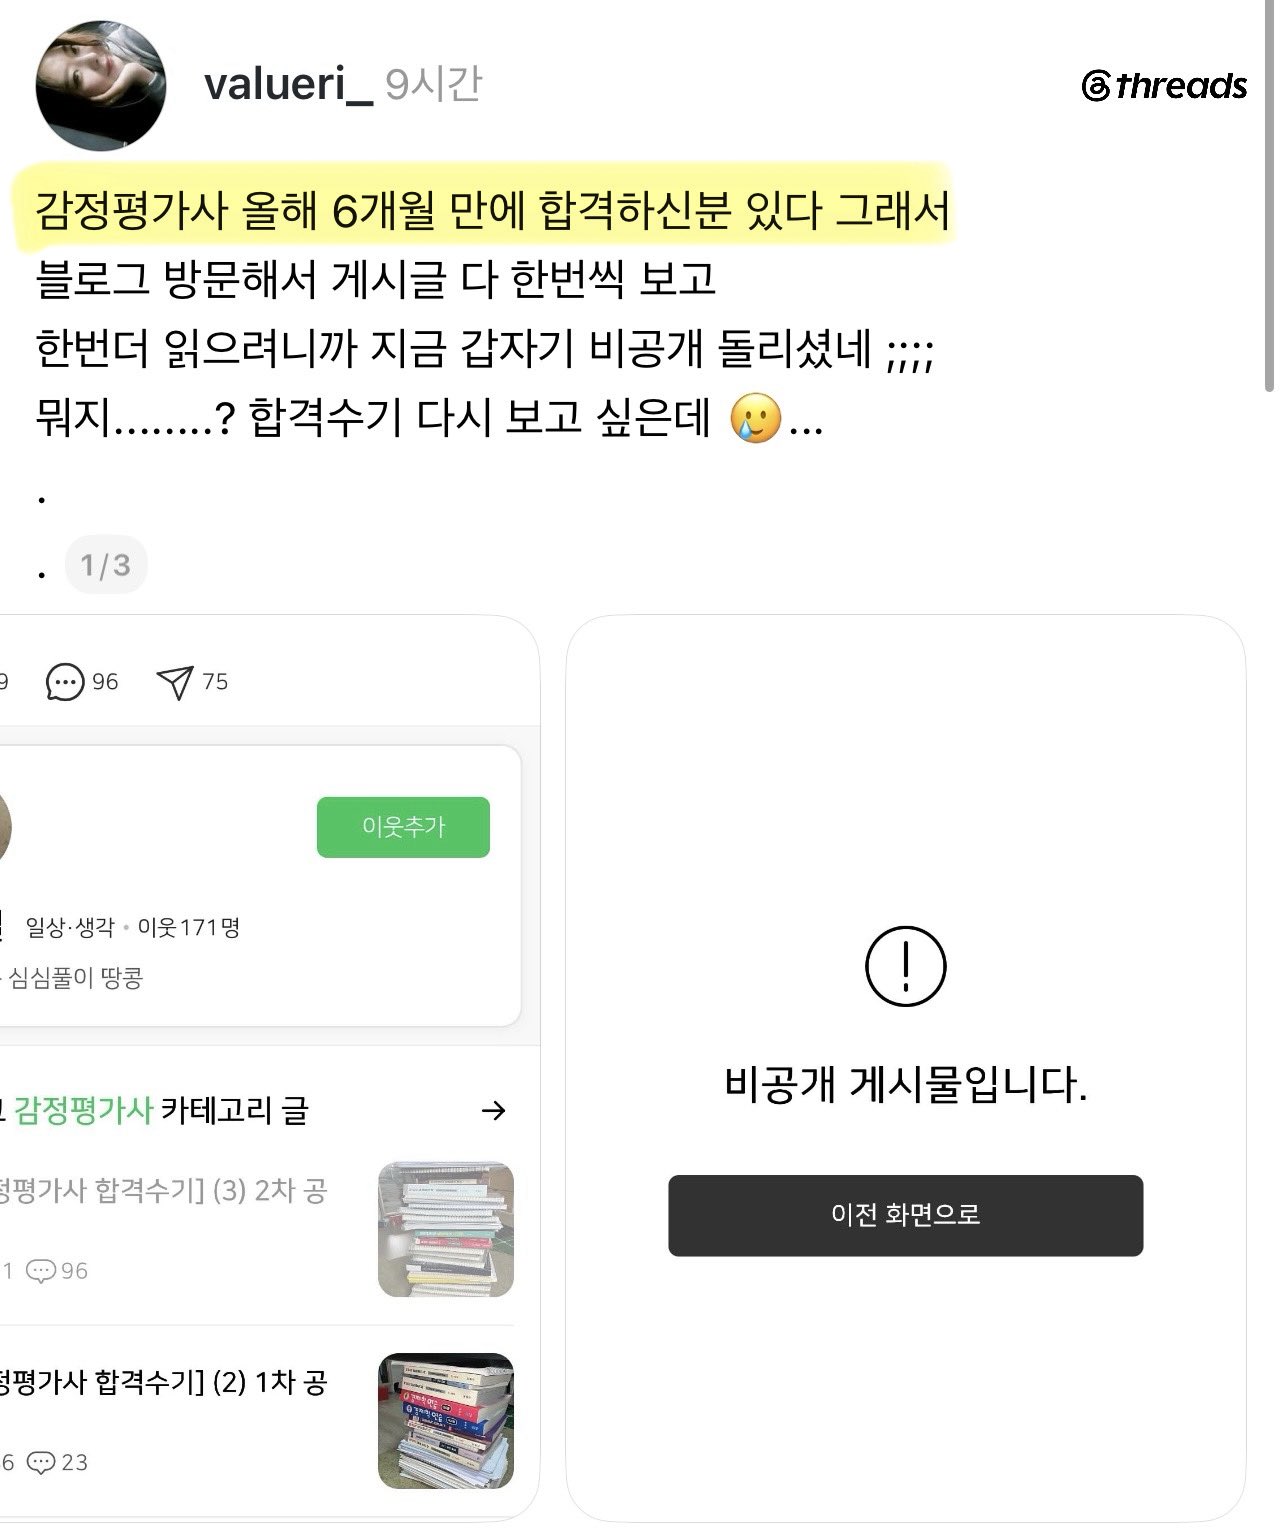 valueri_ 9시간
threads
감정평가사 올해 6개월 만에 합격하신분 있다 그래서
블로그 방문해서 게시글 다 한번씩 보고
한번더 읽으려니까 지금 갑자기 비공개 돌리셨네 ;;;;
뭐지........? 합격수기 다시 보고 싶은데 🥲...
.
. 1/3
9 96 75
이웃추가
일상·생각 • 이웃171명
심심풀이 땅콩
감정평가사 카테고리 글 →
정평가사 합격수기] (3) 2차 공
1 96
정평가사 합격수기] (2) 1차 공
6 23
비공개 게시물입니다.
이전 화면으로